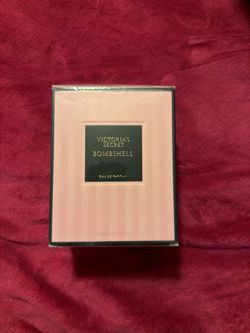 VICTORIA'S
SECRET
BOMBSHELL
EAU DE PARFUM